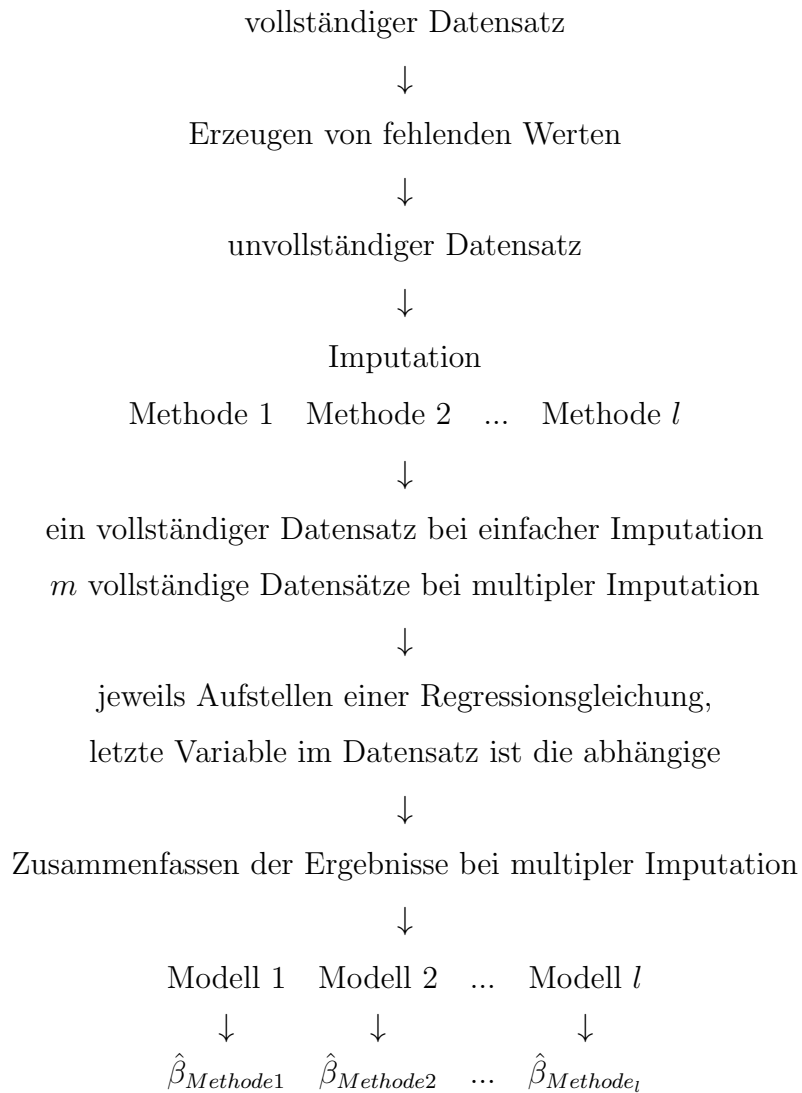 vollständiger Datensatz
↓
Erzeugen von fehlenden Werten
↓
unvollständiger Datensatz
↓
Imputation
Methode 1 Methode 2 ... Methode l
↓
ein vollständiger Datensatz bei einfacher Imputation
m vollständige Datensätze bei multipler Imputation
↓
jeweils Aufstellen einer Regressionsgleichung,
letzte Variable im Datensatz ist die abhängige
↓
Zusammenfassen der Ergebnisse bei multipler Imputation
↓
Modell 1 Modell 2 ... Modell l
↓ ↓ ↓
β̂_{Methode1} β̂_{Methode2} ... β̂_{Methode_l}